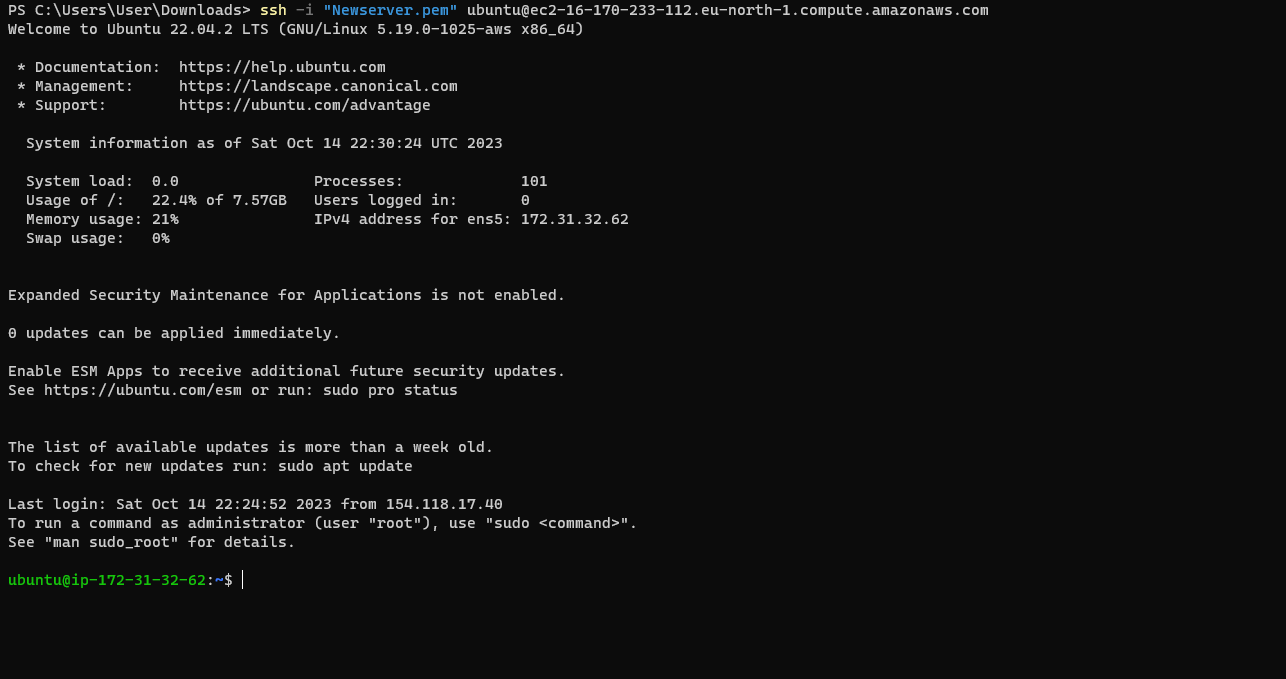 PS C:\Users\User\Downloads> ssh -i "Newserver.pem" ubuntu@ec2-16-170-233-112.eu-north-1.compute.amazonaws.com
Welcome to Ubuntu 22.04.2 LTS (GNU/Linux 5.19.0-1025-aws x86_64)

 * Documentation:  https://help.ubuntu.com
 * Management:     https://landscape.canonical.com
 * Support:        https://ubuntu.com/advantage

  System information as of Sat Oct 14 22:30:24 UTC 2023

  System load:  0.0               Processes:             101
  Usage of /:   22.4% of 7.57GB   Users logged in:       0
  Memory usage: 21%               IPv4 address for ens5: 172.31.32.62
  Swap usage:   0%


Expanded Security Maintenance for Applications is not enabled.

0 updates can be applied immediately.

Enable ESM Apps to receive additional future security updates.
See https://ubuntu.com/esm or run: sudo pro status


The list of available updates is more than a week old.
To check for new updates run: sudo apt update

Last login: Sat Oct 14 22:24:52 2023 from 154.118.17.40
To run a command as administrator (user "root"), use "sudo <command>".
See "man sudo_root" for details.

ubuntu@ip-172-31-32-62:~$